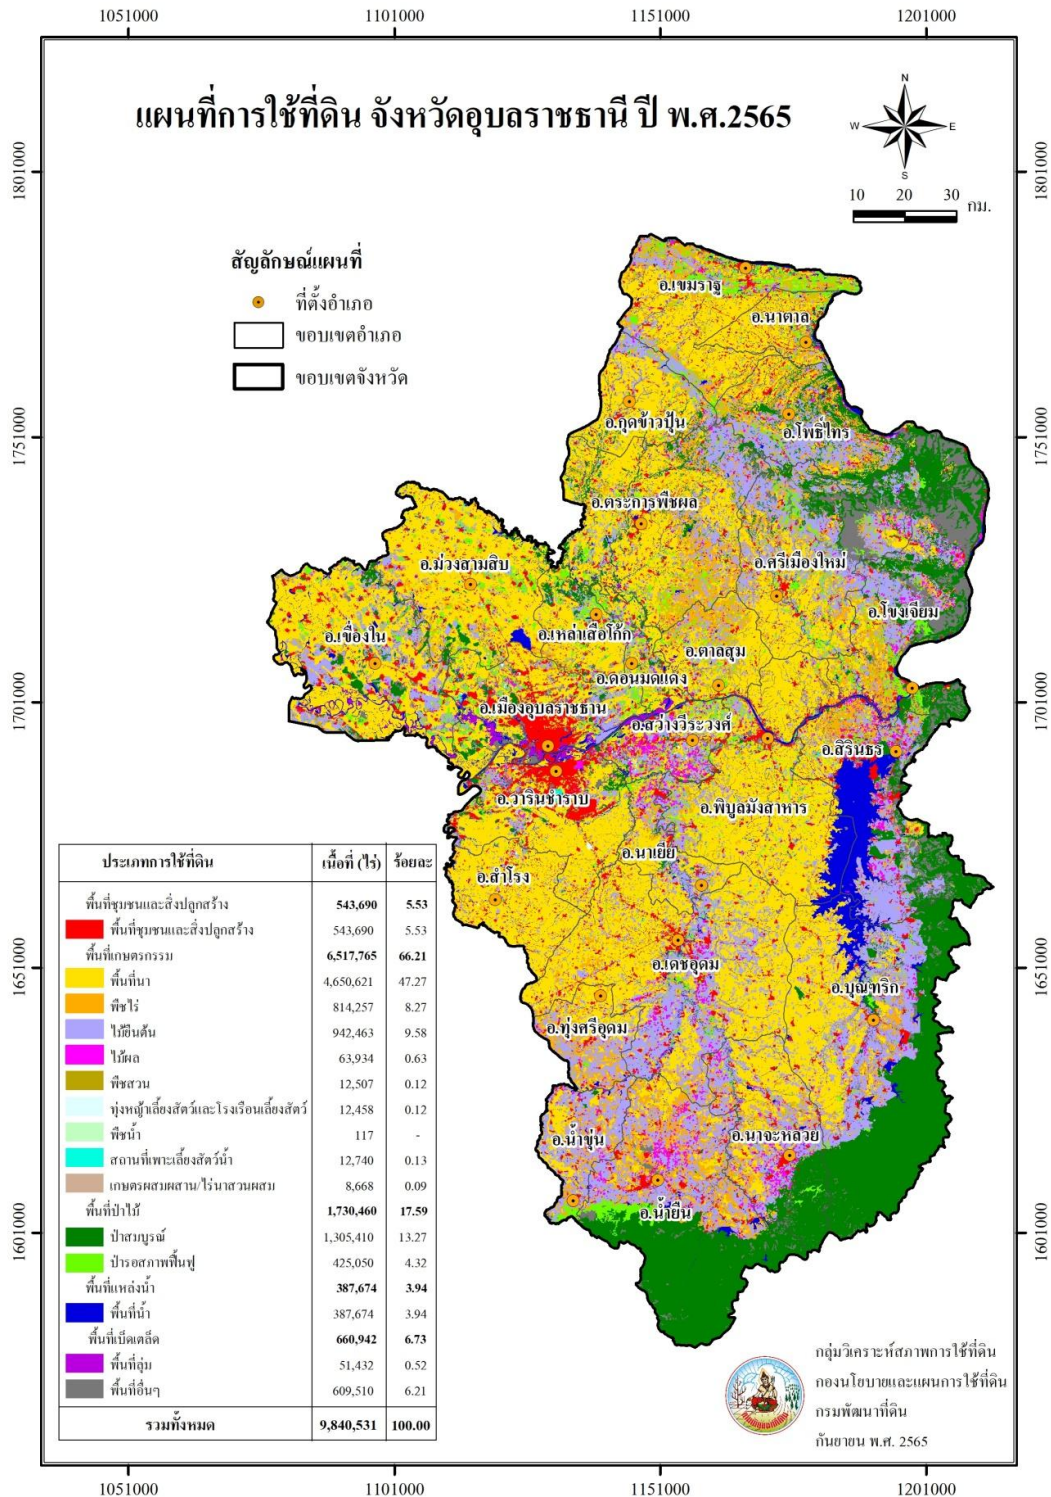 1051000 1101000 1151000 1201000
แผนที่การใช้ที่ดิน จังหวัดอุบลราชธานี ปี พ.ศ.2565
N
W E
S
1801000 1801000
10 20 30 กม.
สัญลักษณ์แผนที่
ที่ตั้งอำเภอ
ขอบเขตอำเภอ
ขอบเขตจังหวัด
อ.เขมราฐ
อ.นาตาล
อ.กุดข้าวปุ้น
อ.โพธิ์ไทร
1751000 1751000
อ.ตระการพืชผล
อ.ม่วงสามสิบ
อ.ศรีเมืองใหม่
อ.โขงเจียม
อ.เขื่องใน
อ.เหล่าเสือโก้ก
อ.ตาลสุม
อ.ดอนมดแดง
1701000 1701000
อ.เมืองอุบลราชธาน
อ.สว่างวีระวงศ์
อ.สิรินธร
อ.วารินชำราบ
อ.พิบูลมังสาหาร
อ.นาเยีย
อ.สำโรง
อ.เดชอุดม
1651000 1651000
อ.บุณฑริก
อ.ทุ่งศรีอุดม
อ.นาจะหลวย
อ.น้ำขุ่น
อ.น้ำยืน
1601000 1601000
ประเภทการใช้ที่ดิน เนื้อที่ (ไร่) ร้อยละ
พื้นที่ชุมชนและสิ่งปลูกสร้าง 543,690 5.53
พื้นที่ชุมชนและสิ่งปลูกสร้าง 543,690 5.53
พื้นที่เกษตรกรรม 6,517,765 66.21
พื้นที่นา 4,650,621 47.27
พืชไร่ 814,257 8.27
ไม้ยืนต้น 942,463 9.58
ไม้ผล 63,934 0.63
พืชสวน 12,507 0.12
ทุ่งหญ้าเลี้ยงสัตว์และโรงเรือนเลี้ยงสัตว์ 12,458 0.12
พืชน้ำ 117 -
สถานที่เพาะเลี้ยงสัตว์น้ำ 12,740 0.13
เกษตรผสมผสาน/ไร่นาสวนผสม 8,668 0.09
พื้นที่ป่าไม้ 1,730,460 17.59
ป่าสมบูรณ์ 1,305,410 13.27
ป่ารอสภาพฟื้นฟู 425,050 4.32
พื้นที่แหล่งน้ำ 387,674 3.94
พื้นที่น้ำ 387,674 3.94
พื้นที่เบ็ดเตล็ด 660,942 6.73
พื้นที่ลุ่ม 51,432 0.52
พื้นที่อื่นๆ 609,510 6.21
รวมทั้งหมด 9,840,531 100.00
กลุ่มวิเคราะห์สภาพการใช้ที่ดิน
กองนโยบายและแผนการใช้ที่ดิน
กรมพัฒนาที่ดิน
กันยายน พ.ศ. 2565
1051000 1101000 1151000 1201000